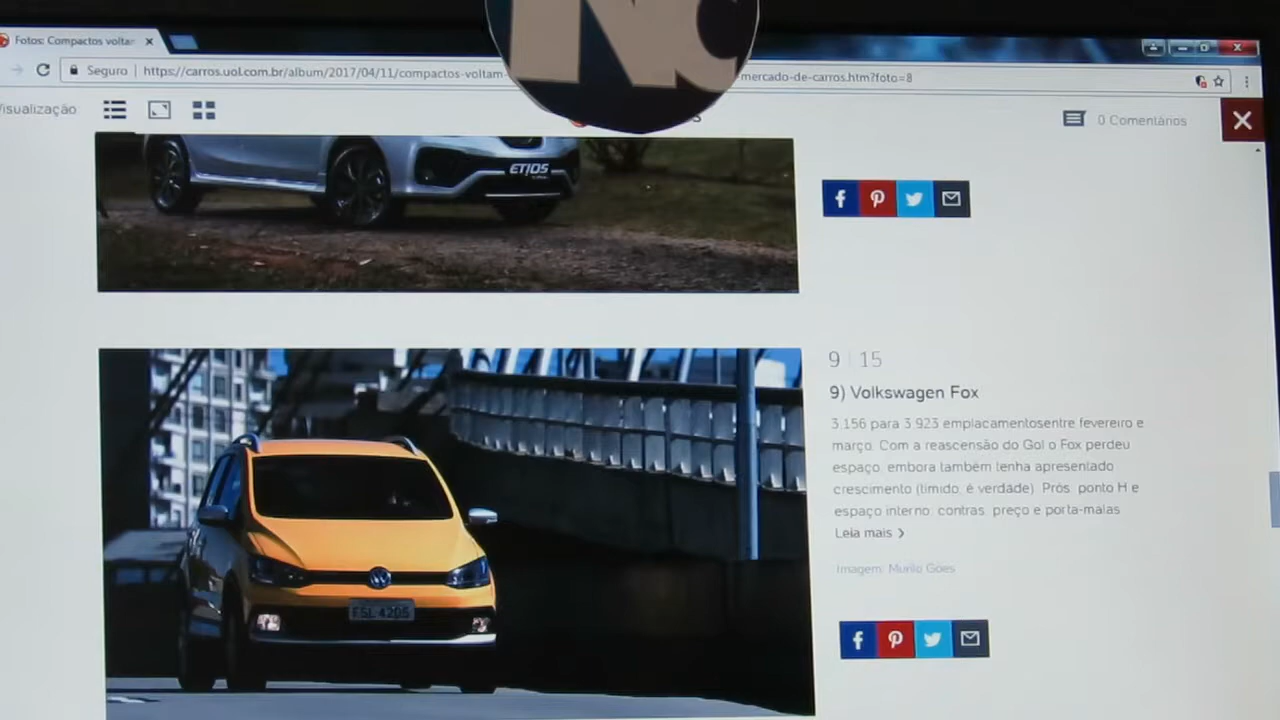 NC
Fotos: Compactos voltar
Seguro | https://carros.uol.com.br/album/2017/04/11/compactos-voltam- mercado-de-carros.htm?foto=8
Visualização
0 Comentários
ETIOS
9 | 15
9) Volkswagen Fox
3.156 para 3.923 emplacamentosentre fevereiro e
março. Com a reascensão do Gol o Fox perdeu
espaço, embora também tenha apresentado
crescimento (tímido, é verdade). Prós: ponto H e
espaço interno; contras: preço e porta-malas
Leia mais >
Imagem: Murilo Góes
FSL 4205